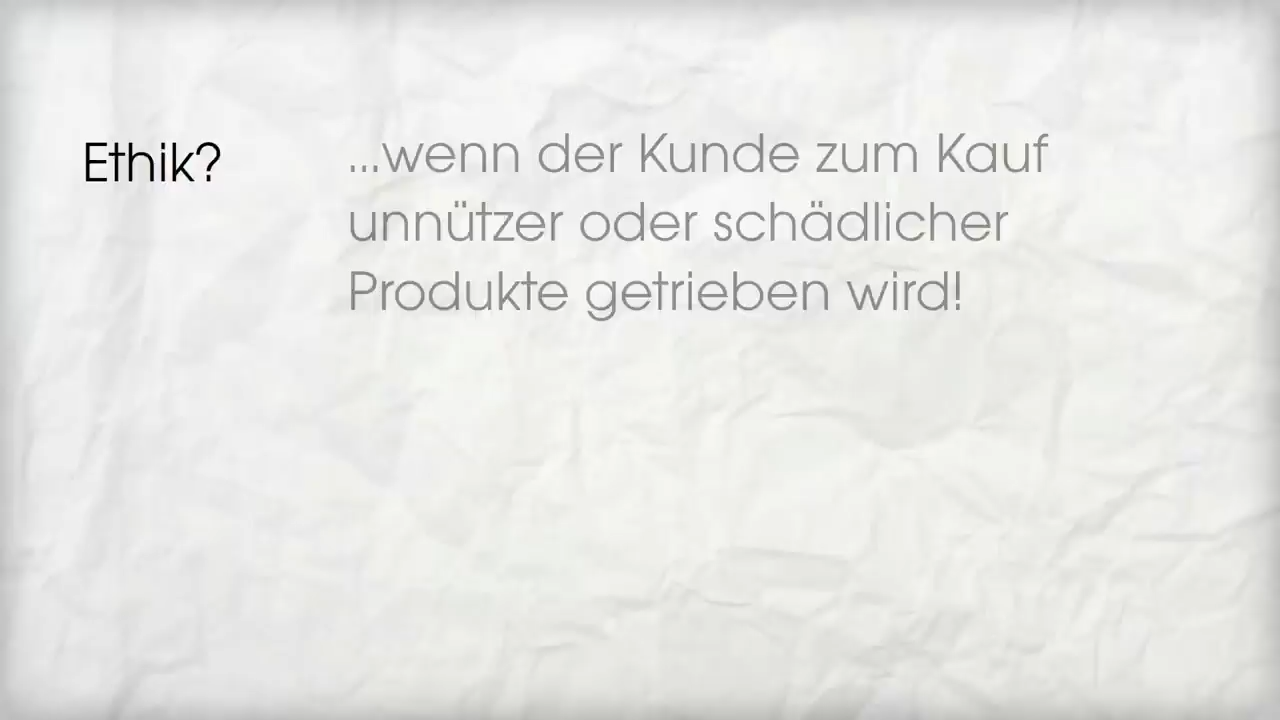 Ethik?
...wenn der Kunde zum Kauf
unnützer oder schädlicher
Produkte getrieben wird!